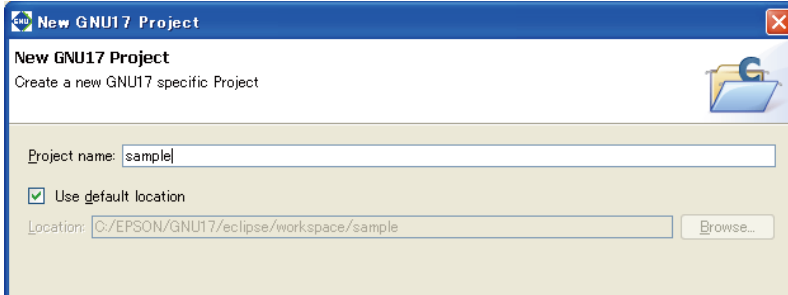 GNU New GNU17 Project
New GNU17 Project
Create a new GNU17 specific Project
C
Project name: sample
Use default location
Location: C:/EPSON/GNU17/eclipse/workspace/sample Browse...